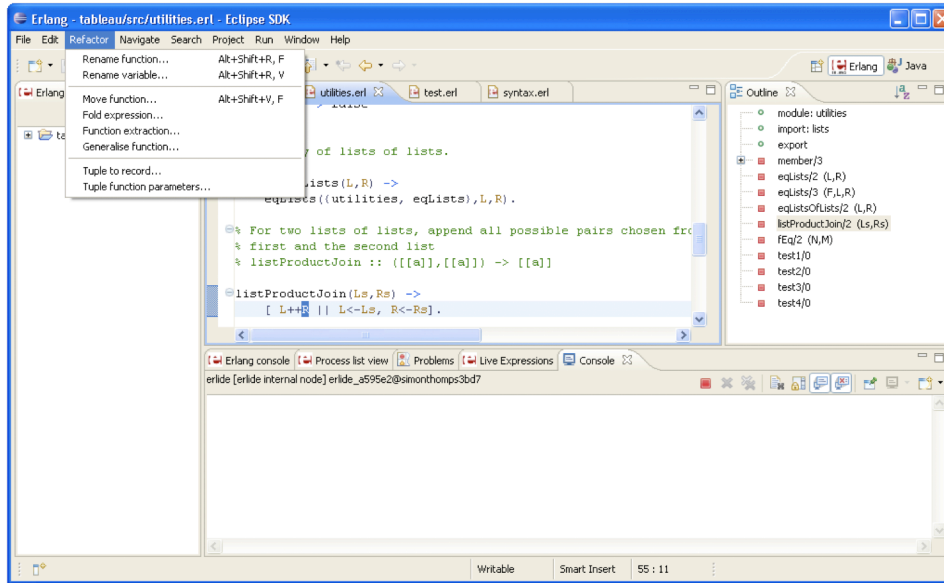 Erlang - tableau/src/utilities.erl - Eclipse SDK
File Edit Refactor Navigate Search Project Run Window Help
Rename function... Alt+Shift+R, F
Rename variable... Alt+Shift+R, V
Move function... Alt+Shift+V, F
Fold expression...
Function extraction...
Generalise function...
Tuple to record...
Tuple function parameters...
Erlang Java
Erlang
ta
utilities.erl test.erl syntax.erl
> false
y of lists of lists.
ists(L,R) ->
eqLists((utilities, eqLists),L,R).
% For two lists of lists, append all possible pairs chosen fro
% first and the second list
% listProductJoin :: ([[a]],[[a]]) -> [[a]]
listProductJoin(Ls,Rs) ->
[ L++R || L<-Ls, R<-Rs].
Outline
module: utilities
import: lists
export
member/3
eqLists/2 (L,R)
eqLists/3 (F,L,R)
eqListsOfLists/2 (L,R)
listProductJoin/2 (Ls,Rs)
fEq/2 (N,M)
test1/0
test2/0
test3/0
test4/0
Erlang console Process list view Problems Live Expressions Console
erlide [erlide internal node] erlide_a595e2@simonthomps3bd7
Writable Smart Insert 55 : 11